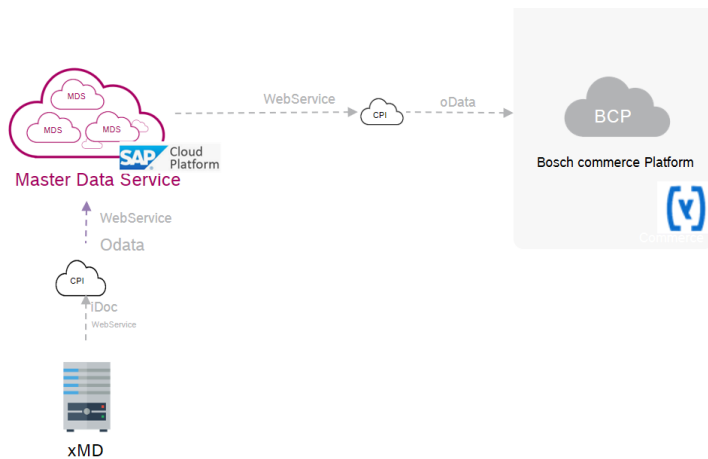 MDS
MDS
MDS
SAP Cloud
Platform
Master Data Service
WebService
CPI
oData
BCP
Bosch commerce Platform
Commerce
WebService
Odata
CPI
iDoc
WebService
xMD